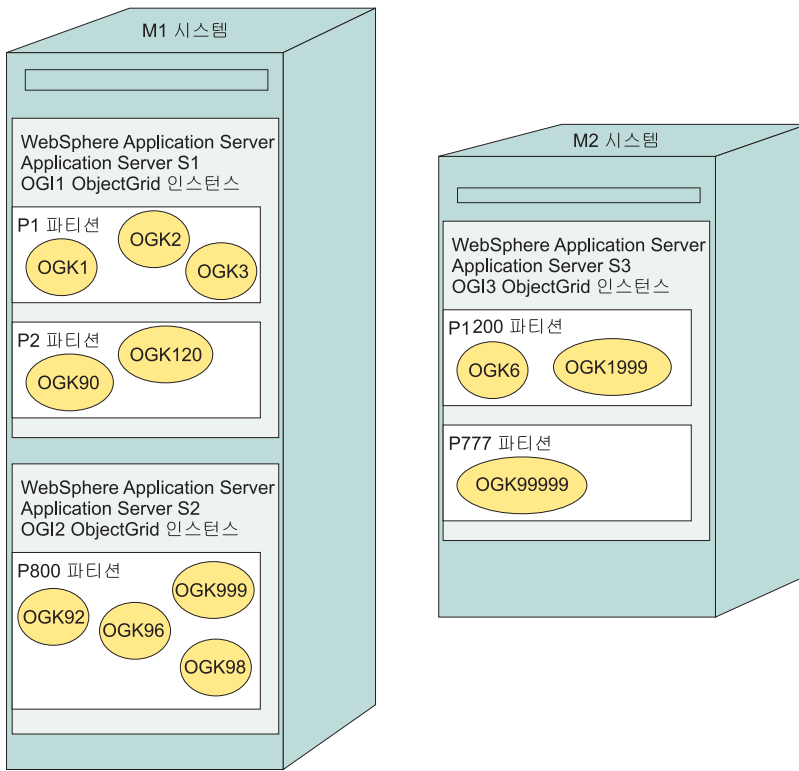 M1 시스템
WebSphere Application Server
Application Server S1
OGI1 ObjectGrid 인스턴스
P1 파티션
OGK1
OGK2
OGK3
P2 파티션
OGK90
OGK120
WebSphere Application Server
Application Server S2
OGI2 ObjectGrid 인스턴스
P800 파티션
OGK92
OGK96
OGK999
OGK98
M2 시스템
WebSphere Application Server
Application Server S3
OGI3 ObjectGrid 인스턴스
P1200 파티션
OGK6
OGK1999
P777 파티션
OGK99999